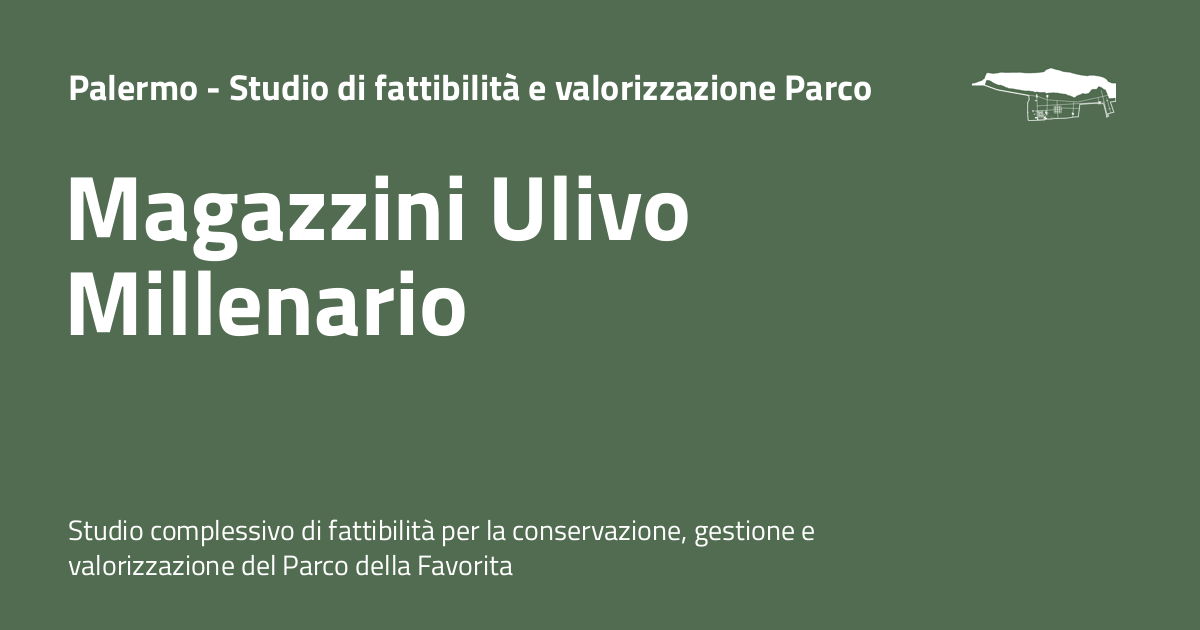 Palermo - Studio di fattibilità e valorizzazione Parco
Magazzini Ulivo
Millenario
Studio complessivo di fattibilità per la conservazione, gestione e
valorizzazione del Parco della Favorita